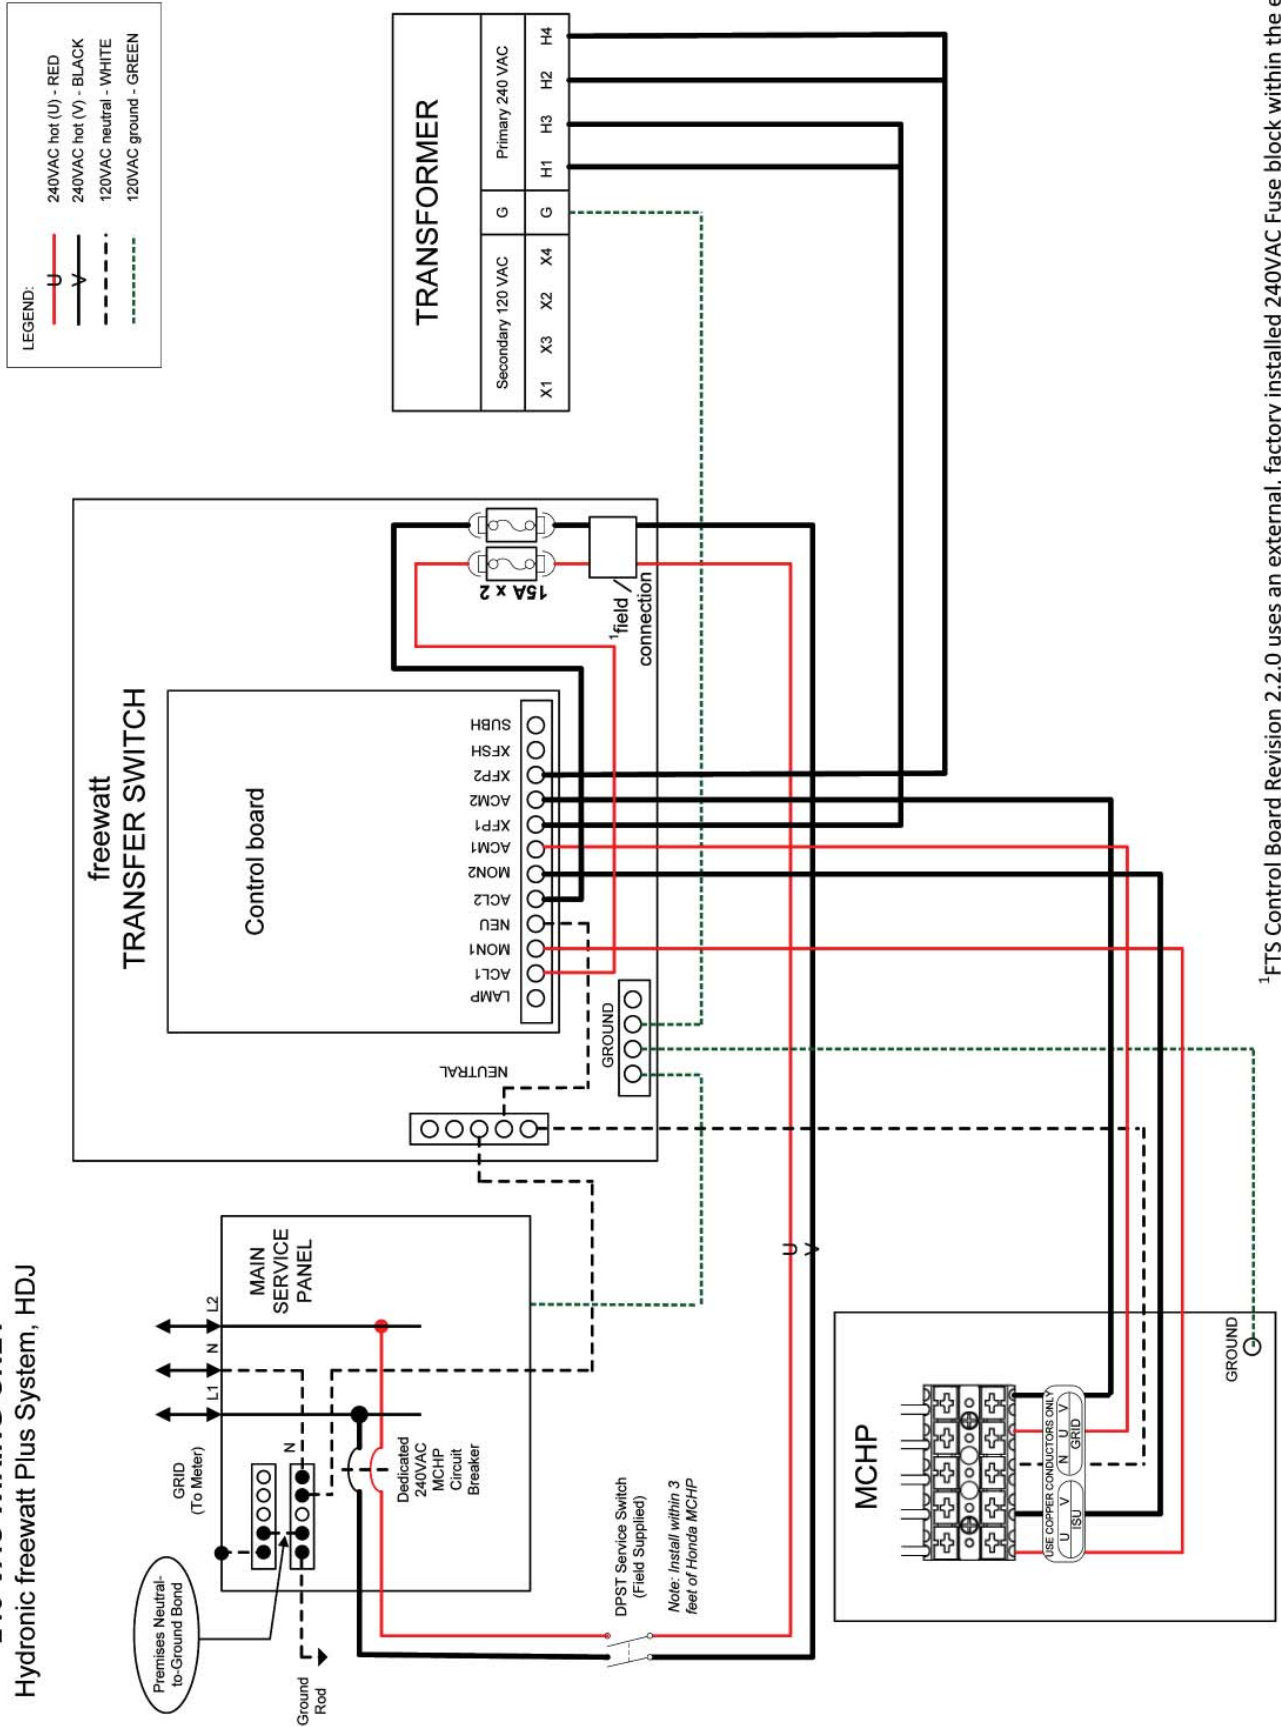 Hydronic freewatt Plus System, HDJ
LEGEND:
U
240VAC hot (U) - RED
V
240VAC hot (V) - BLACK
120VAC neutral - WHITE
120VAC ground - GREEN
Premises Neutral-
to-Ground Bond
Ground
Rod
GRID
(To Meter)
L1
N
L2
MAIN
SERVICE
PANEL
N
Dedicated
240VAC
MCHP
Circuit
Breaker
DPST Service Switch
(Field Supplied)
Note: Install within 3
feet of Honda MCHP
freewatt
TRANSFER SWITCH
Control board
LAMP
ACL1
MON1
NEU
ACL2
MON2
ACM1
XFP1
ACM2
XFP2
XFSH
SUBH
NEUTRAL
GROUND
15A x 2
1field /
connection
U
V
TRANSFORMER
Secondary 120 VAC
G
Primary 240 VAC
X1
X3
X2
X4
G
H1
H3
H2
H4
MCHP
USE COPPER CONDUCTORS ONLY
U
V
ISU
N
U
V
GRID
GROUND
1FTS Control Board Revision 2.2.0 uses an external, factory installed 240VAC Fuse block within the